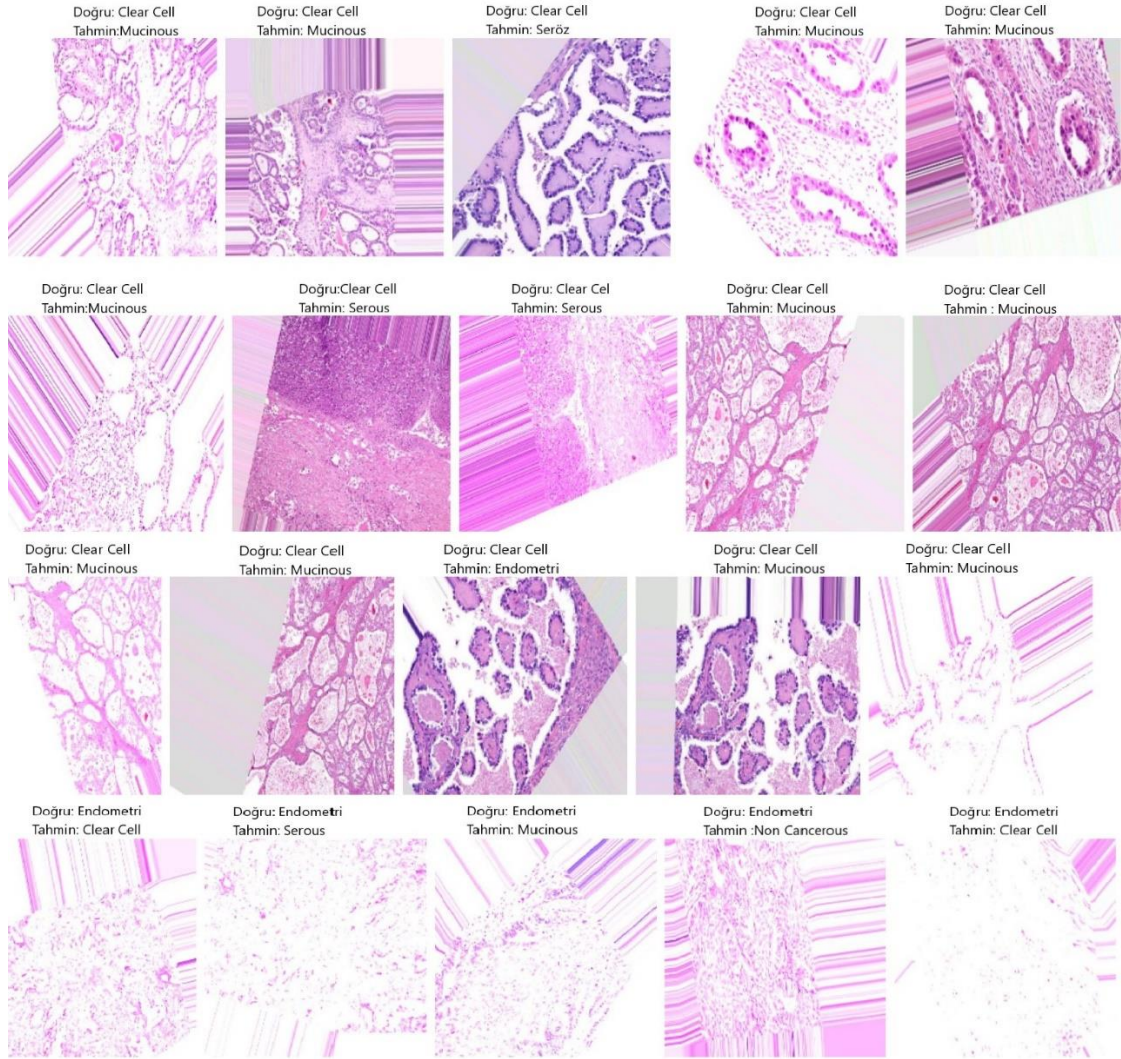 Doğru: Clear Cell
Tahmin:Mucinous
Doğru: Clear Cell
Tahmin: Mucinous
Doğru: Clear Cell
Tahmin: Seröz
Doğru: Clear Cell
Tahmin: Mucinous
Doğru: Clear Cell
Tahmin: Mucinous
Doğru: Clear Cell
Tahmin:Mucinous
Doğru:Clear Cell
Tahmin: Serous
Doğru: Clear Cel
Tahmin: Serous
Doğru: Clear Cell
Tahmin: Mucinous
Doğru: Clear Cell
Tahmin : Mucinous
Doğru: Clear Cell
Tahmin: Mucinous
Doğru: Clear Cell
Tahmin: Mucinous
Doğru: Clear Cell
Tahmin: Endometri
Doğru: Clear Cell
Tahmin: Mucinous
Doğru: Clear Cell
Tahmin: Mucinous
Doğru: Endometri
Tahmin: Clear Cell
Doğru: Endometri
Tahmin: Serous
Doğru: Endometri
Tahmin: Mucinous
Doğru: Endometri
Tahmin :Non Cancerous
Doğru: Endometri
Tahmin: Clear Cell